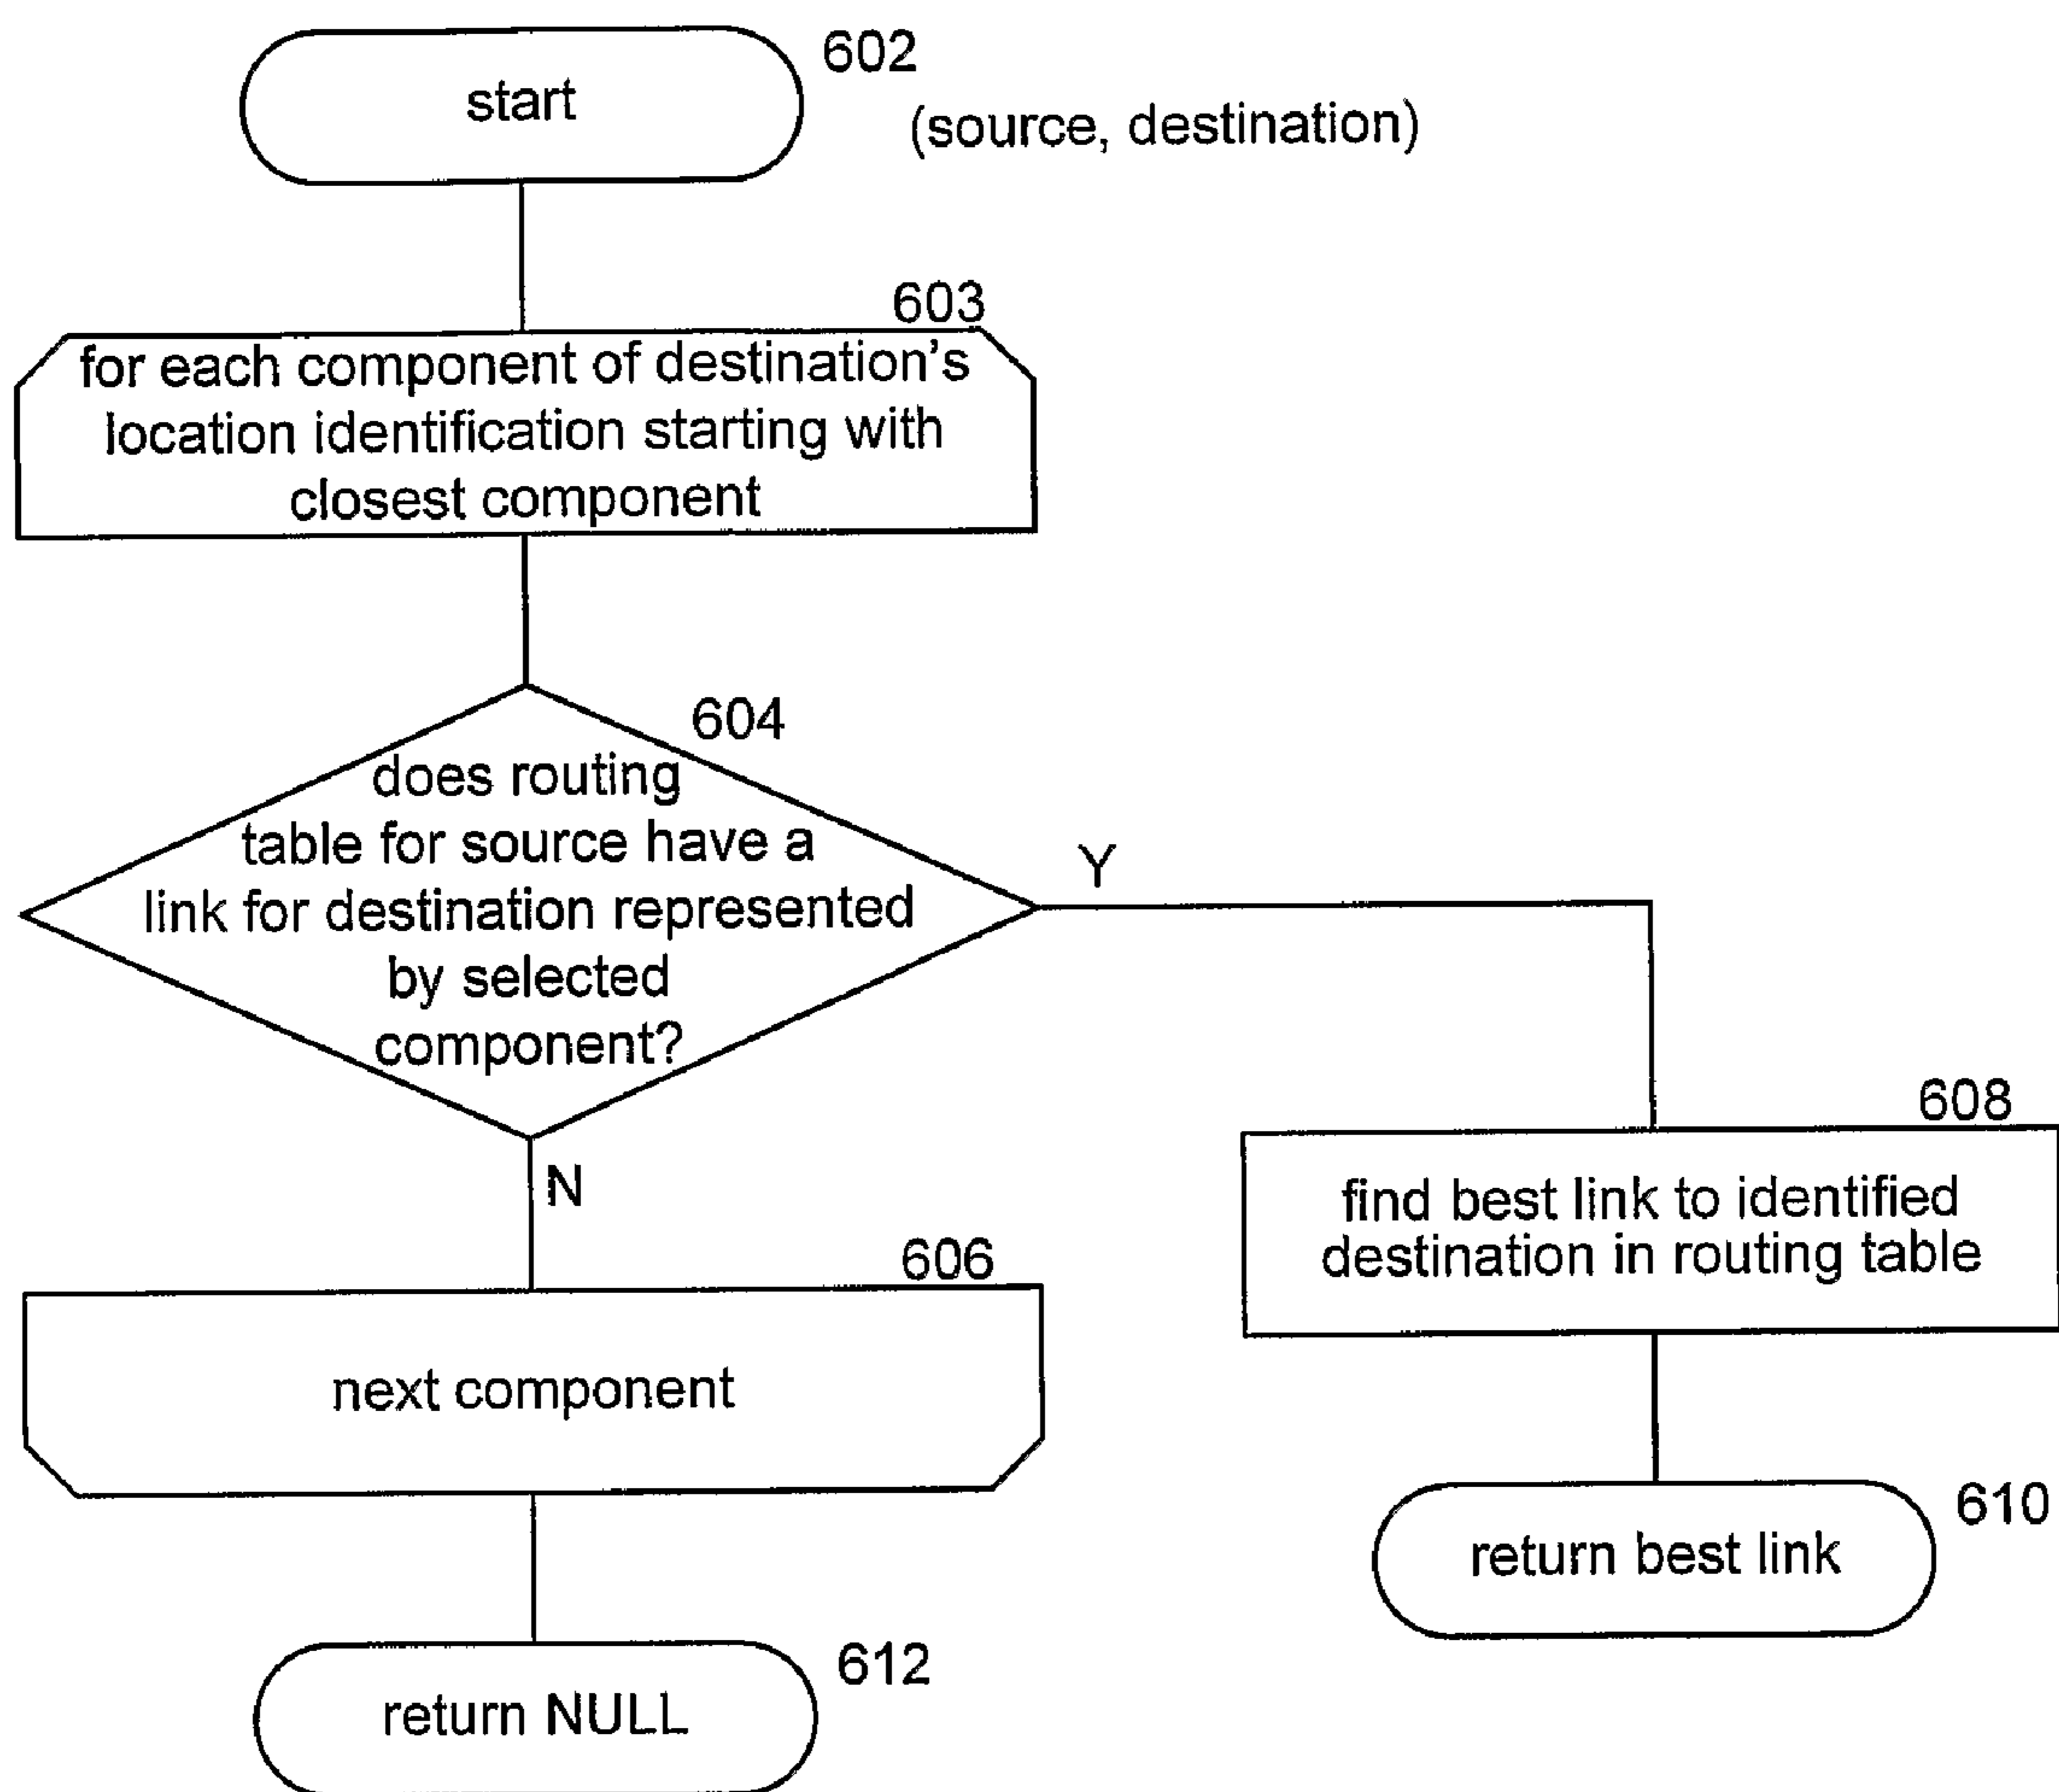 start
602
(source, destination)
603
for each component of destination's
location identification starting with
closest component
604
does routing
table for source have a
link for destination represented
by selected
component?
Y
N
608
find best link to identified
destination in routing table
606
next component
610
return best link
612
return NULL